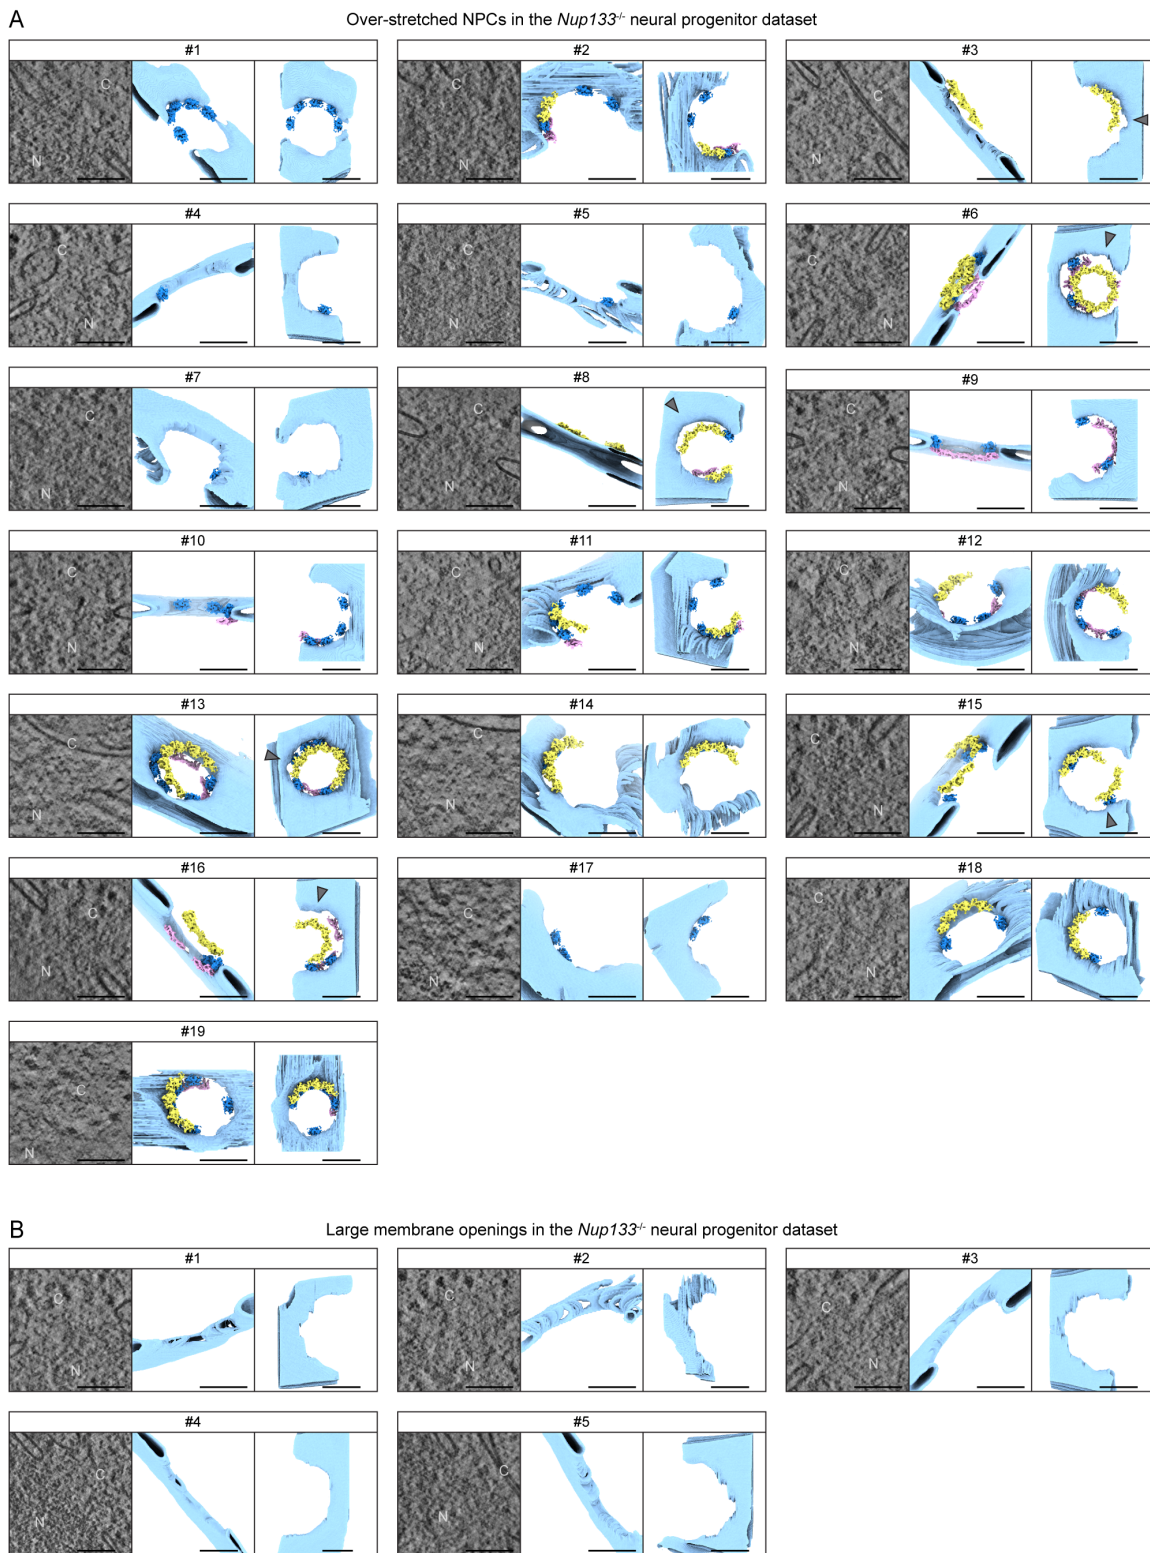 A
Over-stretched NPCs in the Nup133-/- neural progenitor dataset
#1
#2
#3
C
N
C
N
C
N
#4
#5
#6
C
N
C
N
C
N
#7
#8
#9
C
N
C
N
C
N
#10
#11
#12
C
N
C
N
C
N
#13
#14
#15
C
N
C
N
C
N
#16
#17
#18
C
N
C
N
C
N
#19
C
N
B
Large membrane openings in the Nup133-/- neural progenitor dataset
#1
#2
#3
C
N
C
N
C
N
#4
#5
C
N
C
N